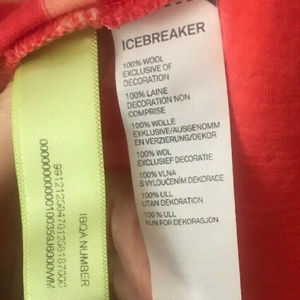 ICEBREAKER
100% WOOL
EXCLUSIVE OF
DECORATION
100% LAINE
DECORATION NON
COMPRISE
100% WOLLE
EXKLUSIVE/AUSGENOMM
EN VERZIERUNG/DEKOR
100% WOL
EXCLUSIEF DECORATIE
100% VLNA
S VYLOUČENÍM DEKORACE
100% ULL
UTAN DEKORATION
100% ULL
KUN FOR DEKORASJON
IBQA NUMBER